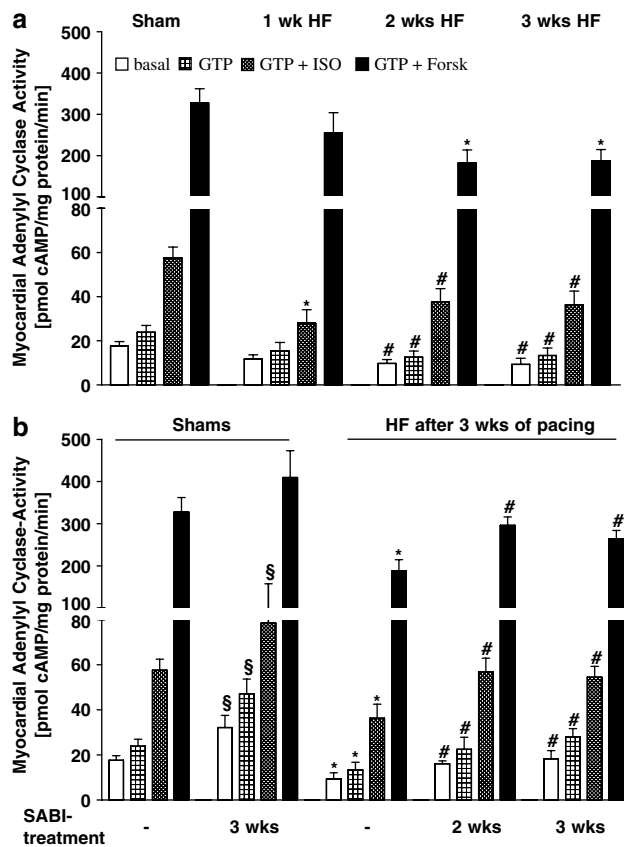 a
Sham 1 wk HF 2 wks HF 3 wks HF
500
basal GTP GTP + ISO GTP + Forsk
400
300
200
100
80
60
40
20
0
Myocardial Adenylyl Cyclase Activity
[pmol cAMP/mg protein/min]
* * * # # # # # #
b
Shams HF after 3 wks of pacing
500
400
300
200
100
80
60
40
20
0
Myocardial Adenylyl Cyclase-Activity
[pmol cAMP/mg protein/min]
§ § § * * * * # # # # # # # #
SABI-
treatment - 3 wks - 2 wks 3 wks